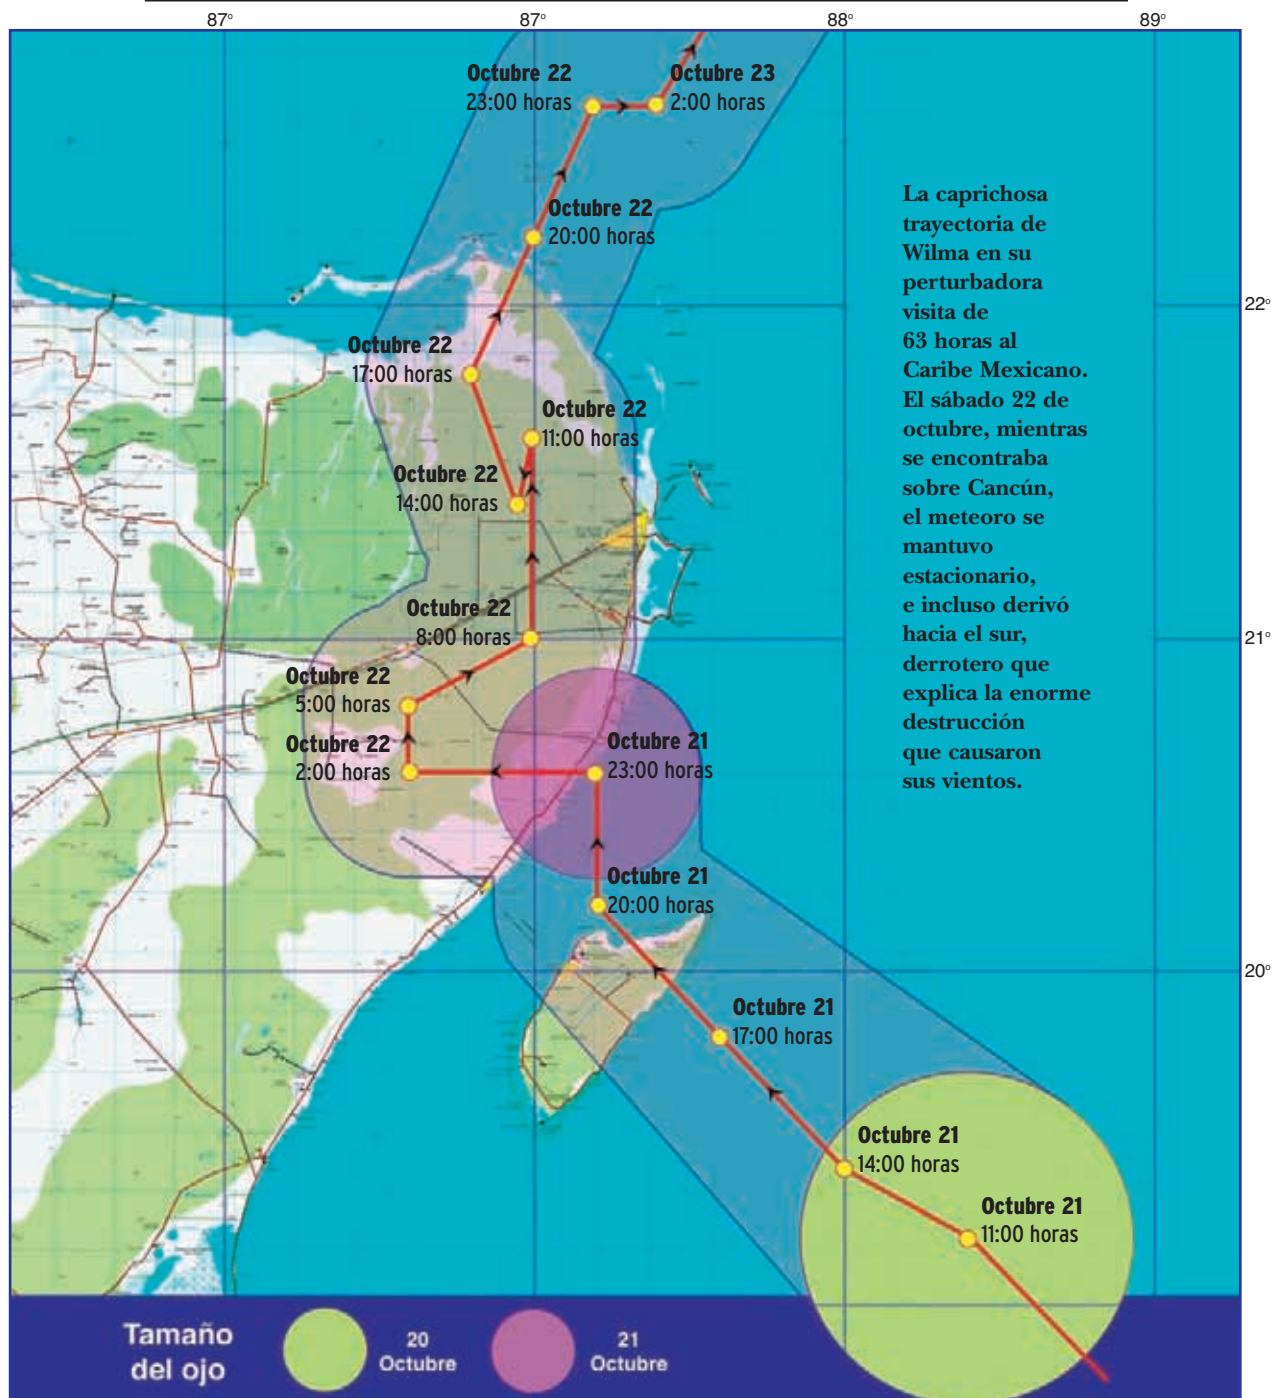 87°
87°
88°
89°
Octubre 22
23:00 horas
Octubre 23
2:00 horas
Octubre 22
20:00 horas
La caprichosa
trayectoria de
Wilma en su
perturbadora
visita de
63 horas al
Caribe Mexicano.
El sábado 22 de
octubre, mientras
se encontraba
sobre Cancún,
el meteoro se
mantuvo
estacionario,
e incluso derivó
hacia el sur,
derrotero que
explica la enorme
destrucción
que causaron
sus vientos.
22°
Octubre 22
17:00 horas
Octubre 22
11:00 horas
Octubre 22
14:00 horas
Octubre 22
8:00 horas
21°
Octubre 22
5:00 horas
Octubre 22
2:00 horas
Octubre 21
23:00 horas
Octubre 21
20:00 horas
20°
Octubre 21
17:00 horas
Octubre 21
14:00 horas
Octubre 21
11:00 horas
Tamaño
del ojo
20
Octubre
21
Octubre